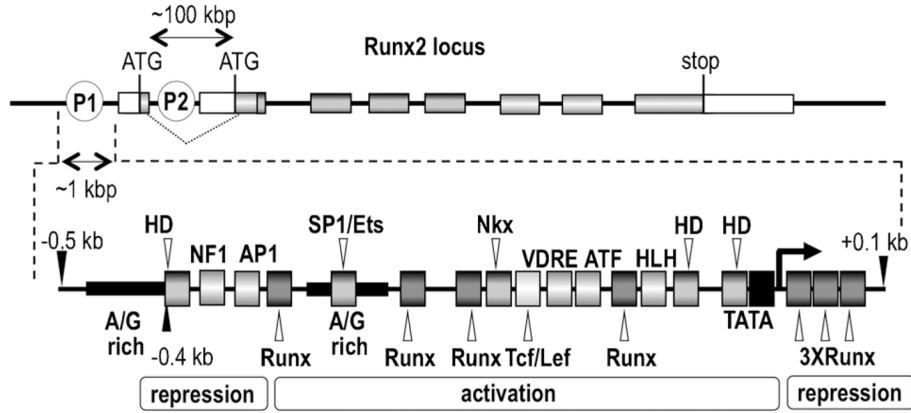 ~100 kbp
Runx2 locus
ATG ATG stop
P1 P2
~1 kbp
HD SP1/Ets Nkx HD HD
-0.5 kb NF1 AP1 VDRE ATF HLH +0.1 kb
A/G rich A/G rich TATA
-0.4 kb Runx Runx Runx Tcf/Lef Runx 3XRunx
repression activation repression